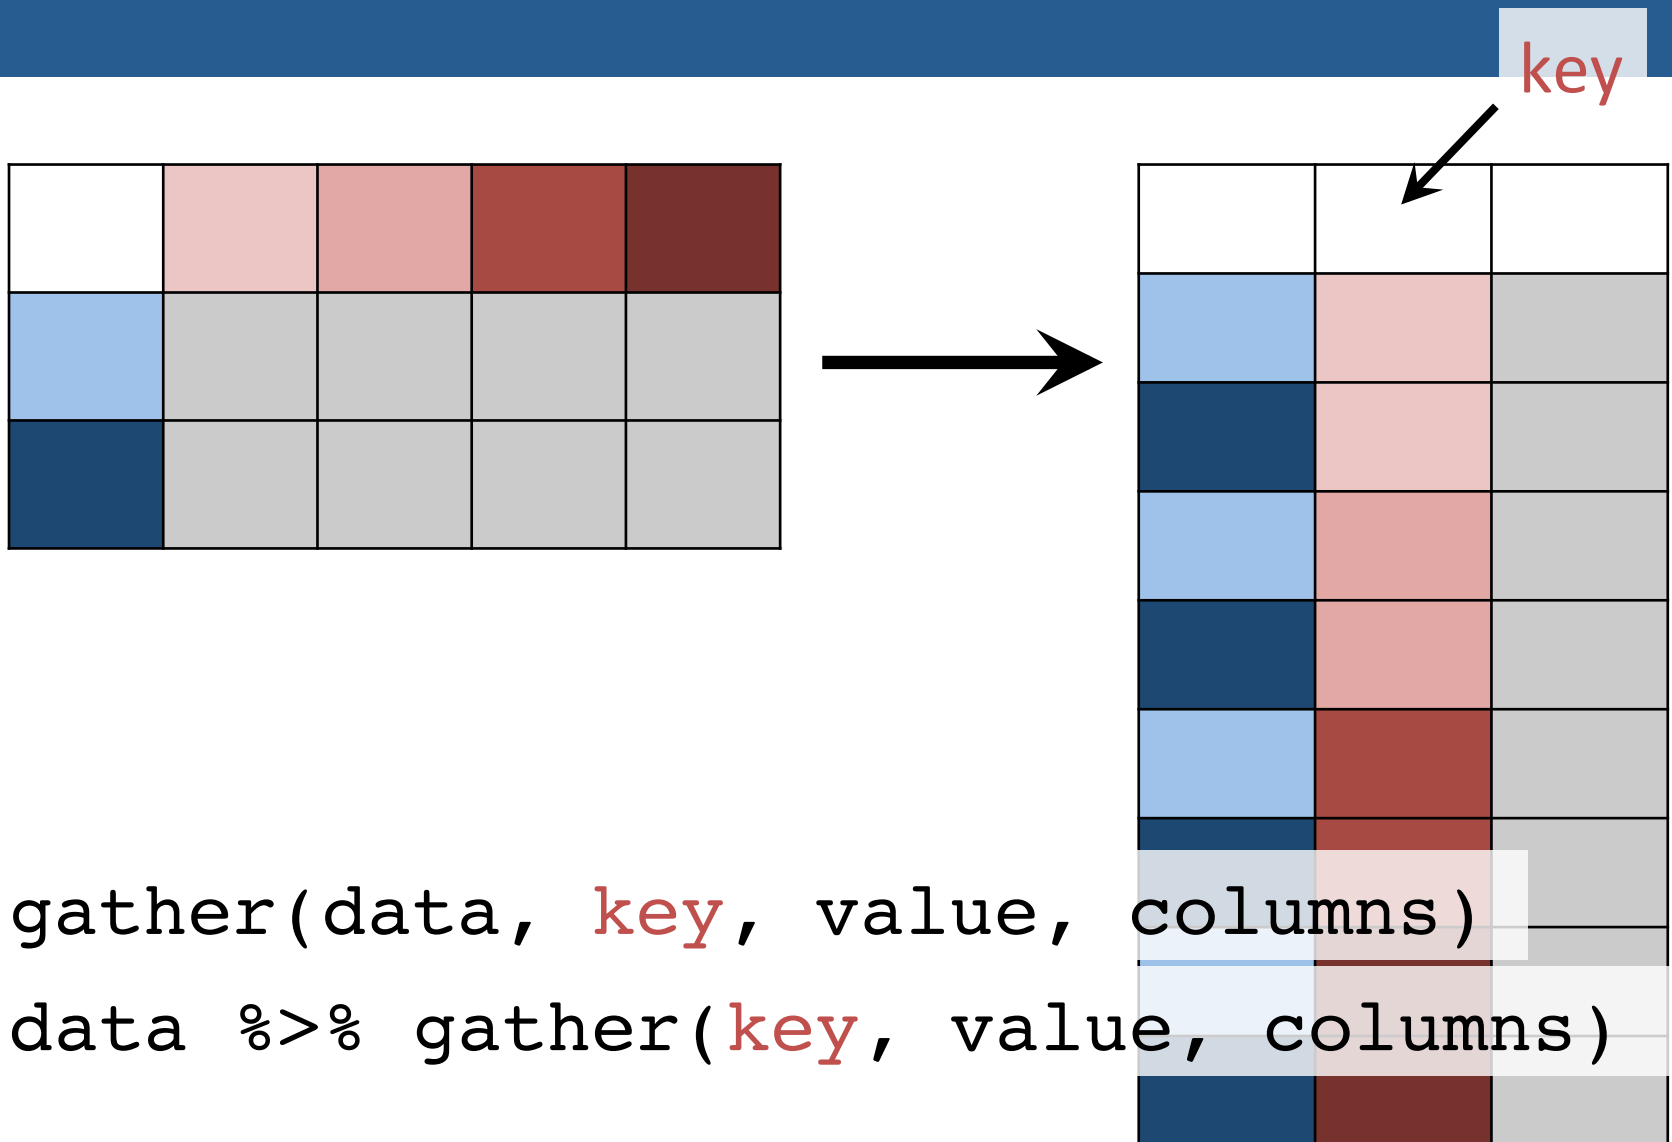 key
gather(data, key, value, columns)
data %>% gather(key, value, columns)